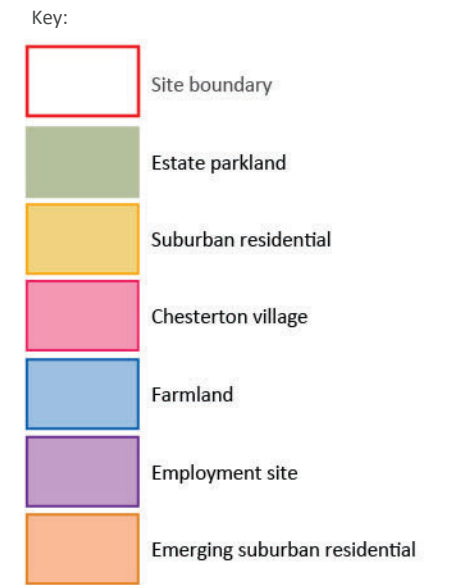 Key:
Site boundary
Estate parkland
Suburban residential
Chesterton village
Farmland
Employment site
Emerging suburban residential